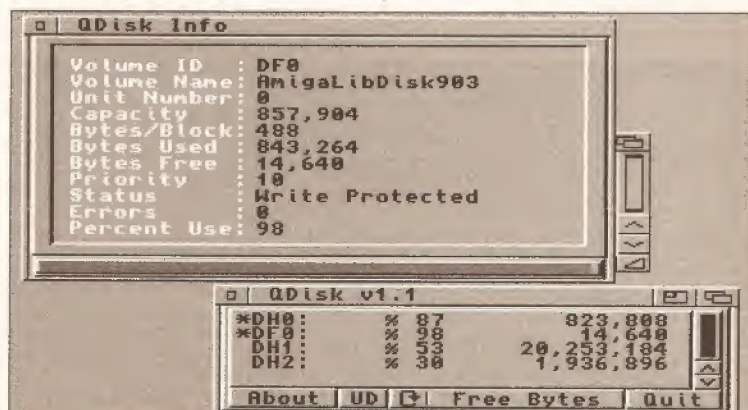 QDisk Info
Volume ID : DF0
Volume Name: AmigaLibDisk903
Unit Number: 0
Capacity : 857,904
Bytes/Block: 488
Bytes Used : 843,264
Bytes Free : 14,640
Priority : 10
Status : Write Protected
Errors : 0
Percent Use: 98
QDisk v1.1
*DH0: % 87 823,808
*DF0: % 98 14,640
DH1: % 53 20,253,184
DH2: % 30 1,936,896
About UD Free Bytes Quit